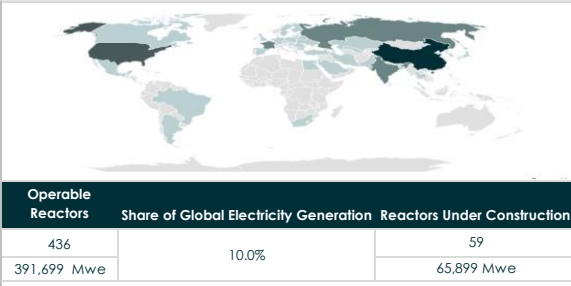 Operable
Reactors
Share of Global Electricity Generation
Reactors Under Construction
436
10.0%
59
391,699 Mwe
65,899 Mwe